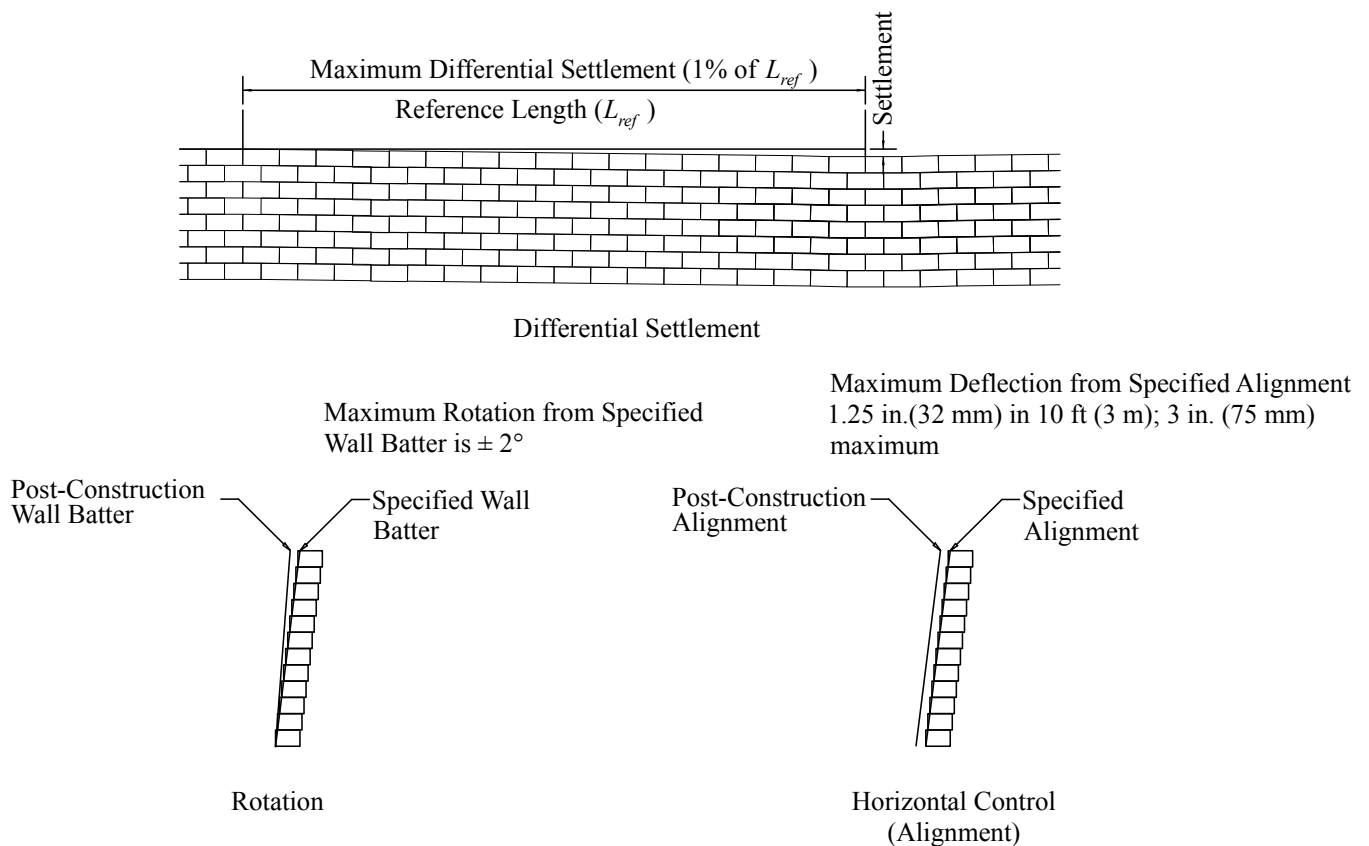 Maximum Differential Settlement (1% of Lref )
Reference Length (Lref )
Settlement
Differential Settlement
Maximum Rotation from Specified
Wall Batter is ± 2°
Post-Construction
Wall Batter
Specified Wall
Batter
Rotation
Maximum Deflection from Specified Alignment
1.25 in.(32 mm) in 10 ft (3 m); 3 in. (75 mm)
maximum
Post-Construction
Alignment
Specified
Alignment
Horizontal Control
(Alignment)